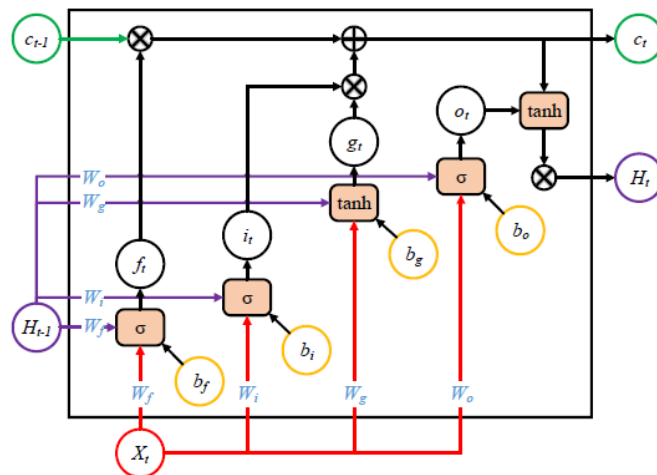 c_{t-1}
⊗
⊕
c_t
⊗
o_t
tanh
g_t
W_o
σ
⊗
H_t
W_g
tanh
f_t
i_t
b_g
b_o
W_i
σ
H_{t-1}
W_f
σ
b_i
b_f
W_f
W_i
W_g
W_o
X_t